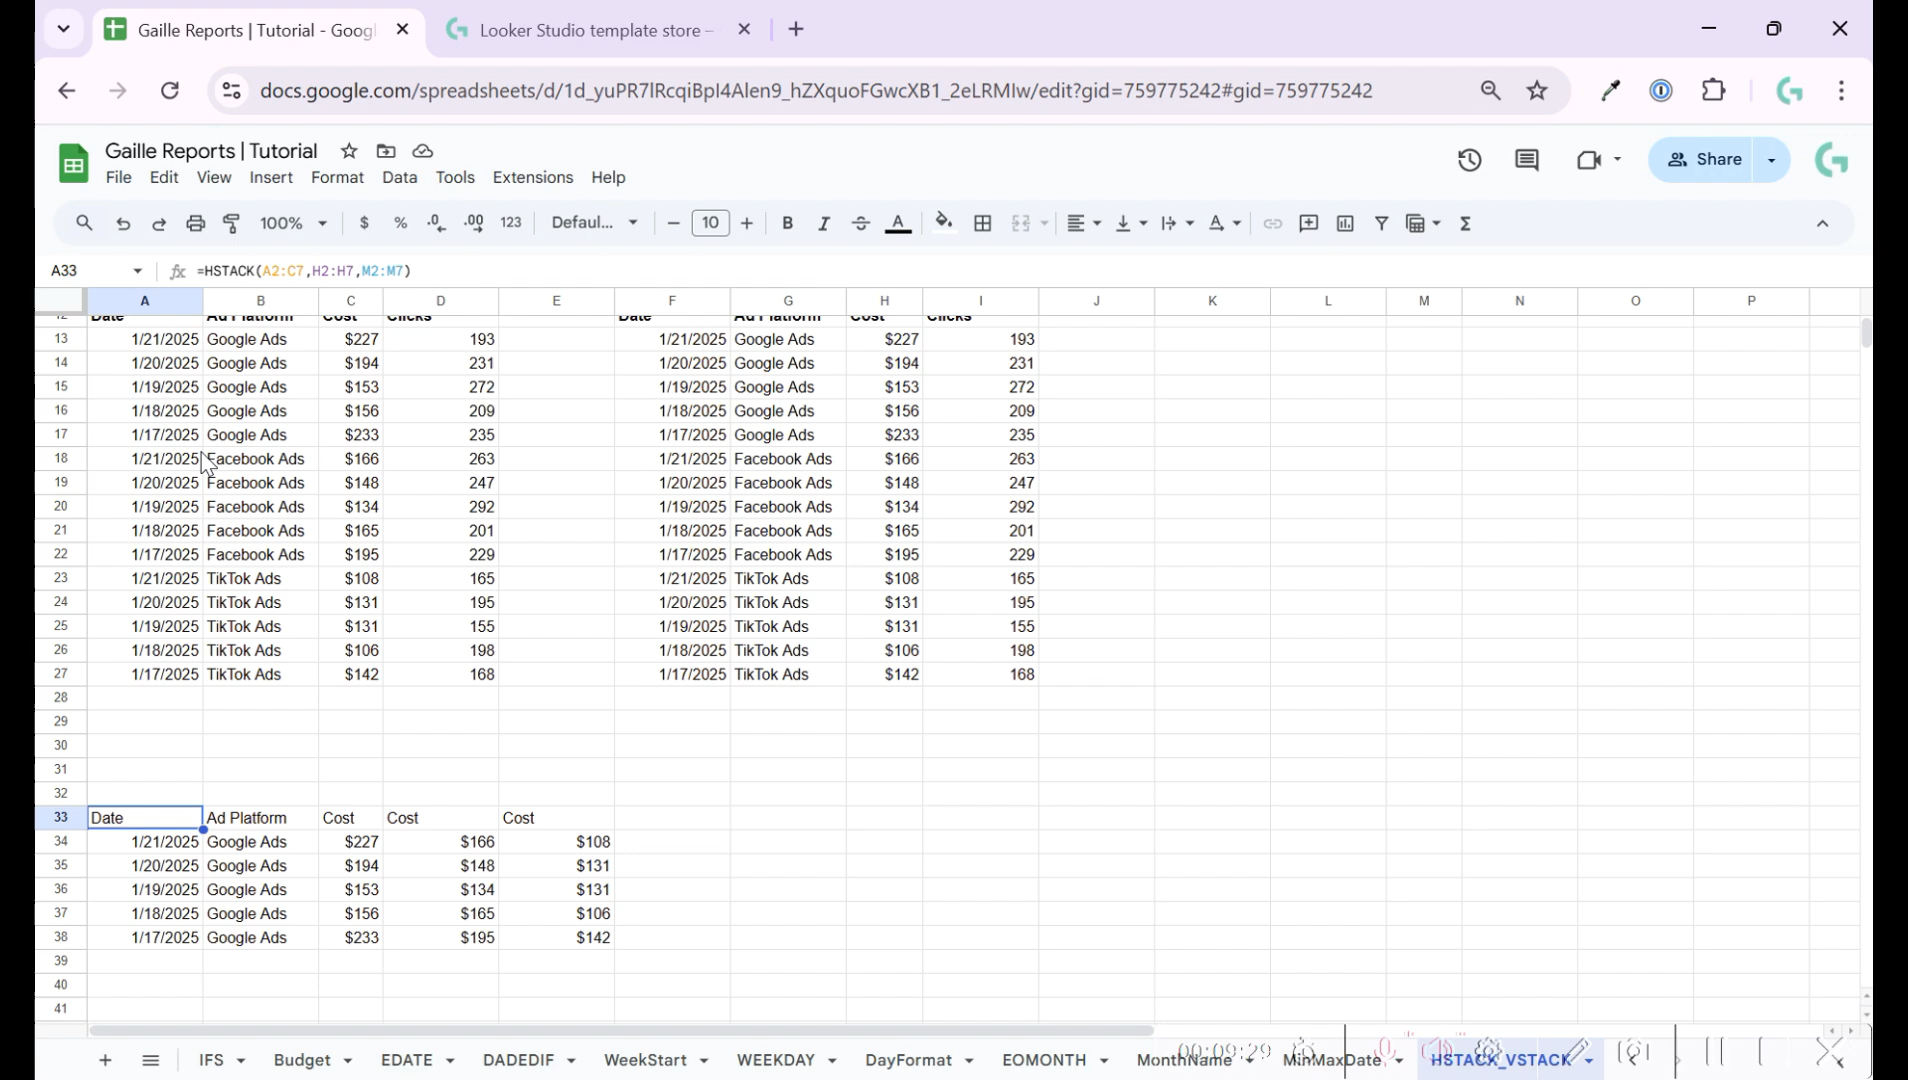 Gaille Reports | Tutorial - Googl
Looker Studio template store –
docs.google.com/spreadsheets/d/1d_yuPR7lRcqiBpI4Alen9_hZXquoFGwcXB1_2eLRMIw/edit?gid=759775242#gid=759775242
Gaille Reports | Tutorial
File Edit View Insert Format Data Tools Extensions Help
Share
100% $ % .0 .00 123 Defaul... 10 B I S A
A33 fx =HSTACK(A2:C7,H2:H7,M2:M7)
A B C D E F G H I J K L M N O P
12 Date Ad Platform Cost Clicks Date Ad Platform Cost Clicks
13 1/21/2025 Google Ads $227 193 1/21/2025 Google Ads $227 193
14 1/20/2025 Google Ads $194 231 1/20/2025 Google Ads $194 231
15 1/19/2025 Google Ads $153 272 1/19/2025 Google Ads $153 272
16 1/18/2025 Google Ads $156 209 1/18/2025 Google Ads $156 209
17 1/17/2025 Google Ads $233 235 1/17/2025 Google Ads $233 235
18 1/21/2025 Facebook Ads $166 263 1/21/2025 Facebook Ads $166 263
19 1/20/2025 Facebook Ads $148 247 1/20/2025 Facebook Ads $148 247
20 1/19/2025 Facebook Ads $134 292 1/19/2025 Facebook Ads $134 292
21 1/18/2025 Facebook Ads $165 201 1/18/2025 Facebook Ads $165 201
22 1/17/2025 Facebook Ads $195 229 1/17/2025 Facebook Ads $195 229
23 1/21/2025 TikTok Ads $108 165 1/21/2025 TikTok Ads $108 165
24 1/20/2025 TikTok Ads $131 195 1/20/2025 TikTok Ads $131 195
25 1/19/2025 TikTok Ads $131 155 1/19/2025 TikTok Ads $131 155
26 1/18/2025 TikTok Ads $106 198 1/18/2025 TikTok Ads $106 198
27 1/17/2025 TikTok Ads $142 168 1/17/2025 TikTok Ads $142 168
28
29
30
31
32
33 Date Ad Platform Cost Cost Cost
34 1/21/2025 Google Ads $227 $166 $108
35 1/20/2025 Google Ads $194 $148 $131
36 1/19/2025 Google Ads $153 $134 $131
37 1/18/2025 Google Ads $156 $165 $106
38 1/17/2025 Google Ads $233 $195 $142
39
40
41
IFS Budget EDATE DADEDIF WeekStart WEEKDAY DayFormat EOMONTH MonthName MinMaxDate HSTACK_VSTACK
00:09:29